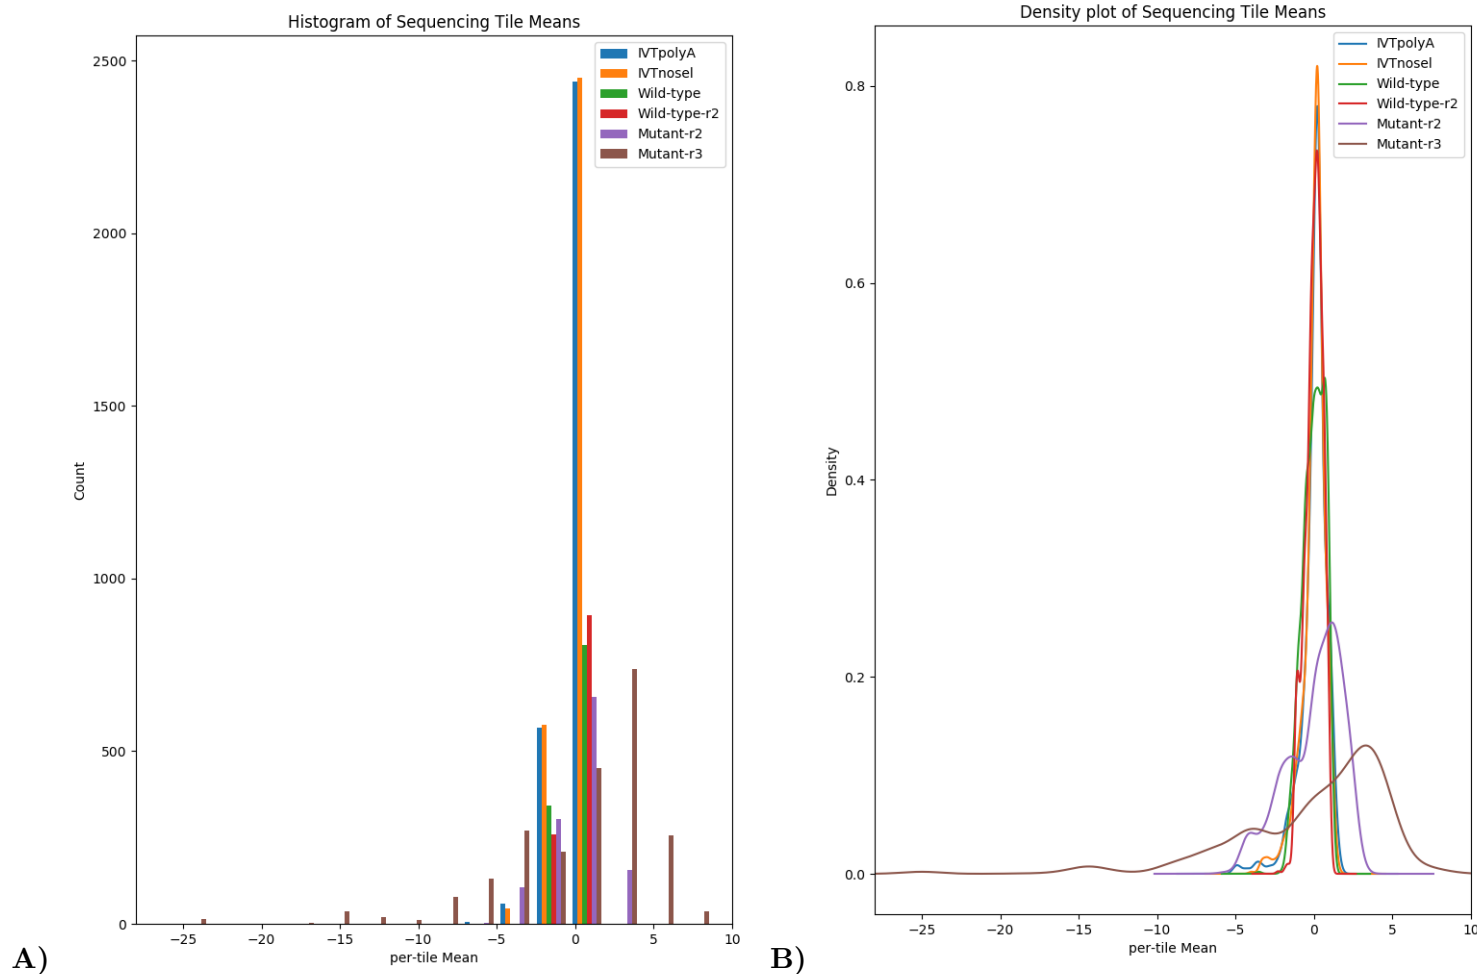 Histogram of Sequencing Tile Means
2500
2000
1500
1000
500
0
Count
−25
−20
−15
−10
−5
0
5
10
per-tile Mean
IVTpolyA
IVTnosel
Wild-type
Wild-type-r2
Mutant-r2
Mutant-r3
A)
Density plot of Sequencing Tile Means
0.8
0.6
0.4
0.2
0.0
Density
−25
−20
−15
−10
−5
0
5
10
per-tile Mean
IVTpolyA
IVTnosel
Wild-type
Wild-type-r2
Mutant-r2
Mutant-r3
B)